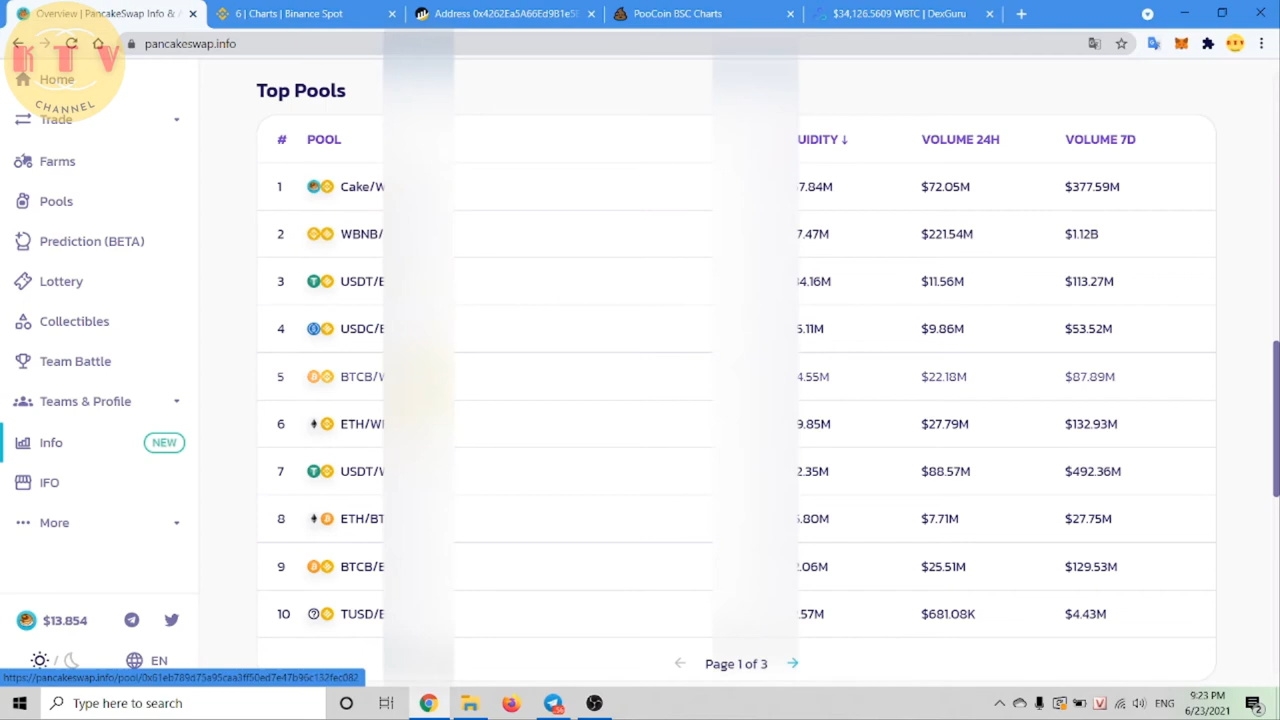 Overview | PancakeSwap Info &
6 | Charts | Binance Spot
Address 0x4262Ea5A66Ed9B1e5
PooCoin BSC Charts
$34,126.5609 WBTC | DexGuru
pancakeswap.info
KTV
CHANNEL
Home
Trade
Farms
Pools
Prediction (BETA)
Lottery
Collectibles
Team Battle
Teams & Profile
Info
NEW
IFO
More
$13.854
EN
https://pancakeswap.info/pool/0x61eb789d75a95caa3ff50ed7e47b96c132fec082
Top Pools
# POOL UIDITY ↓ VOLUME 24H VOLUME 7D
1 Cake/W 7.84M $72.05M $377.59M
2 WBNB/ 7.47M $221.54M $1.12B
3 USDT/B 4.16M $11.56M $113.27M
4 USDC/B 5.11M $9.86M $53.52M
5 BTCB/W 4.55M $22.18M $87.89M
6 ETH/W 9.85M $27.79M $132.93M
7 USDT/W 2.35M $88.57M $492.36M
8 ETH/BT .80M $7.71M $27.75M
9 BTCB/B .06M $25.51M $129.53M
10 TUSD/B .57M $681.08K $4.43M
← Page 1 of 3 →
Type here to search
ENG
9:23 PM
6/23/2021
2